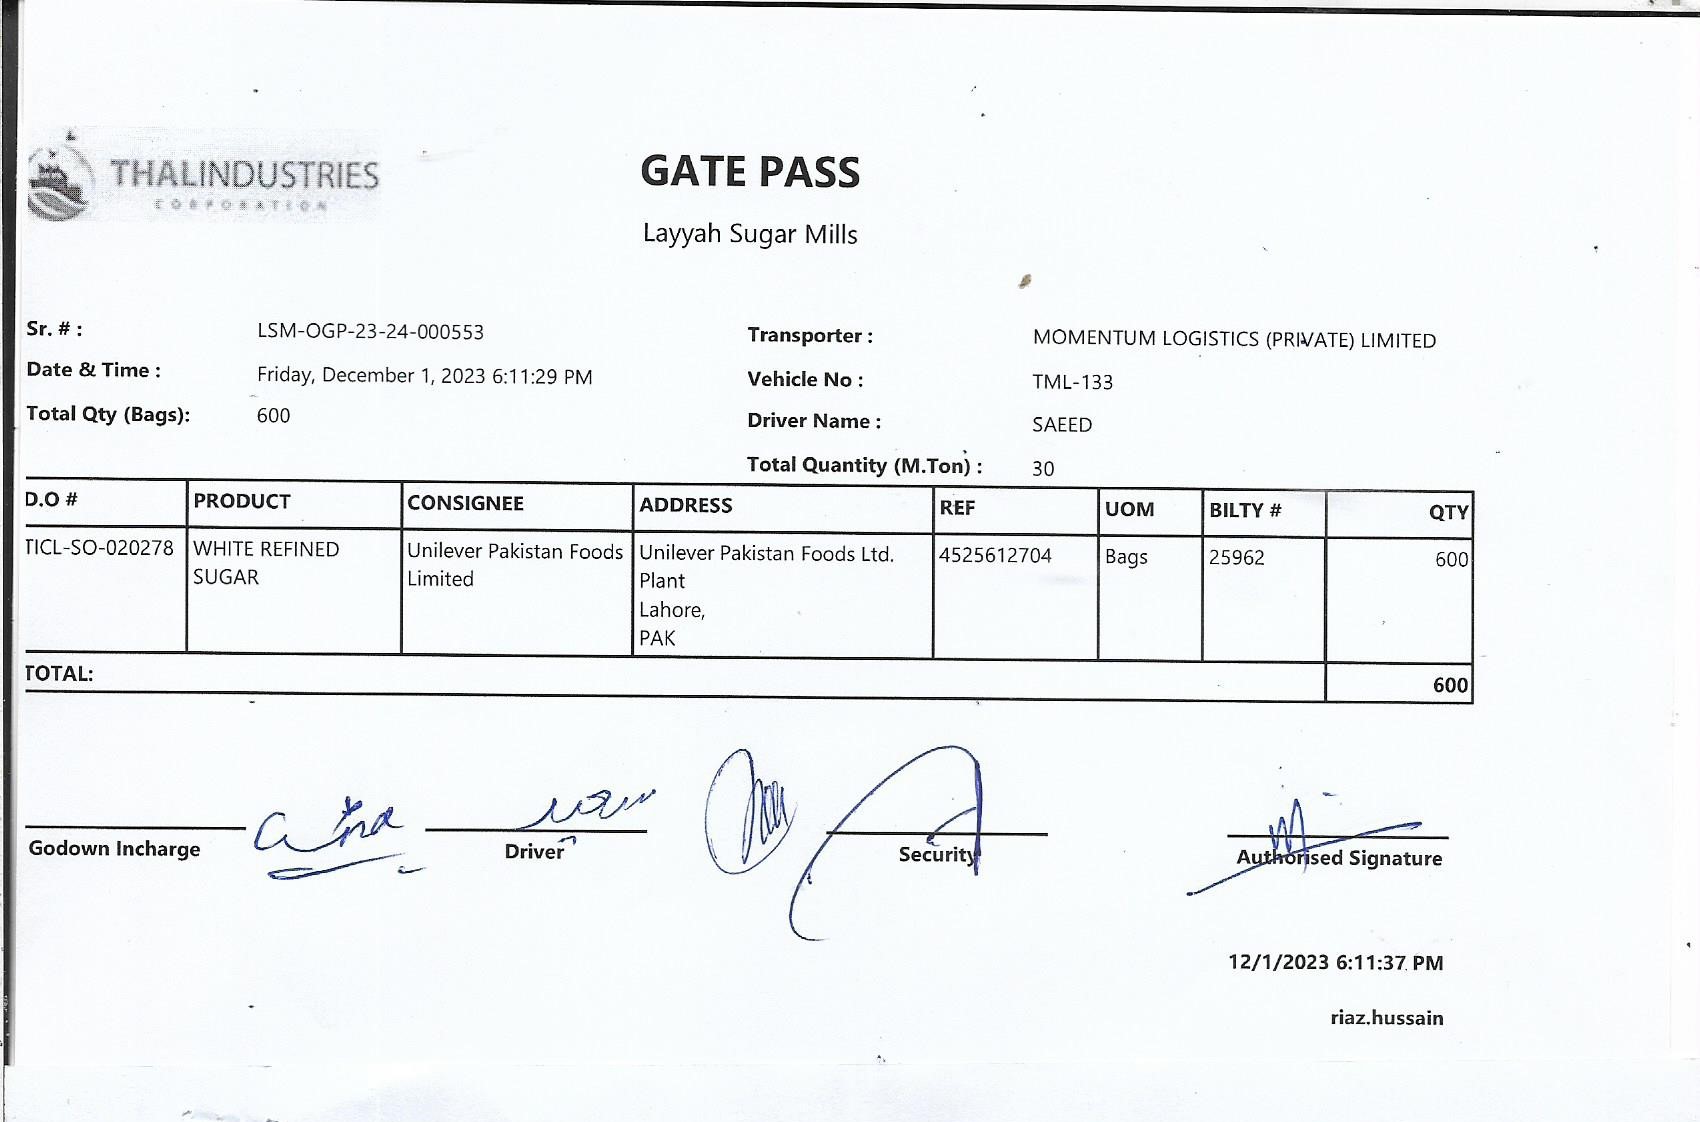 THALINDUSTRIES
CORPORATION
GATE PASS
Layyah Sugar Mills
Sr. # : LSM-OGP-23-24-000553
Date & Time : Friday, December 1, 2023 6:11:29 PM
Total Qty (Bags): 600
Transporter : MOMENTUM LOGISTICS (PRIVATE) LIMITED
Vehicle No : TML-133
Driver Name : SAEED
Total Quantity (M.Ton) : 30
D.O # PRODUCT CONSIGNEE ADDRESS REF UOM BILTY # QTY
TICL-SO-020278 WHITE REFINED Unilever Pakistan Foods Unilever Pakistan Foods Ltd. 4525612704 Bags 25962 600
SUGAR Limited Plant
Lahore,
PAK
TOTAL: 600
Godown Incharge Driver Security Authorised Signature
12/1/2023 6:11:37 PM
riaz.hussain